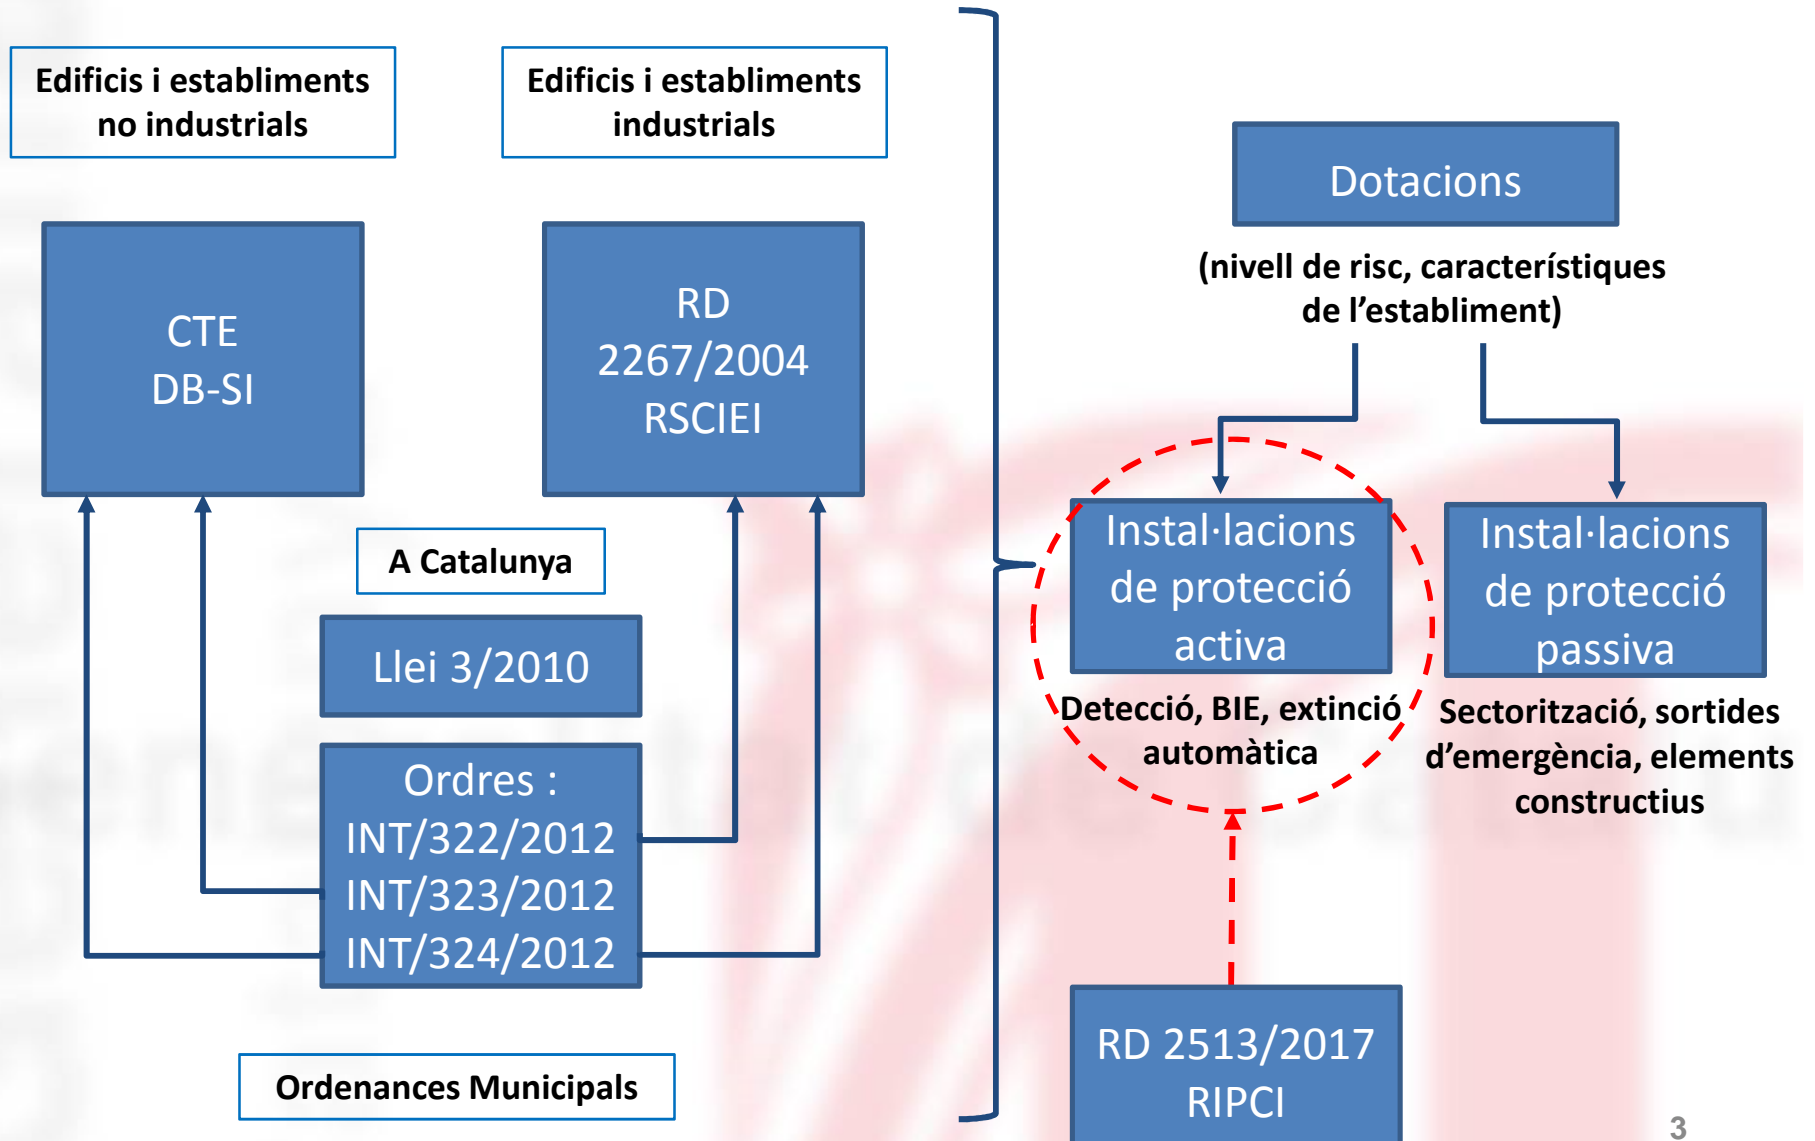 Edificis i establiments
no industrials
Edificis i establiments
industrials
CTE
DB-SI
RD
2267/2004
RSCIEI
A Catalunya
Llei 3/2010
Ordres :
INT/322/2012
INT/323/2012
INT/324/2012
Ordenances Municipals
Dotacions
(nivell de risc, característiques
de l’establiment)
Instal·lacions
de protecció
activa
Detecció, BIE, extinció
automàtica
Instal·lacions
de protecció
passiva
Sectorització, sortides
d’emergència, elements
constructius
RD 2513/2017
RIPCI
3